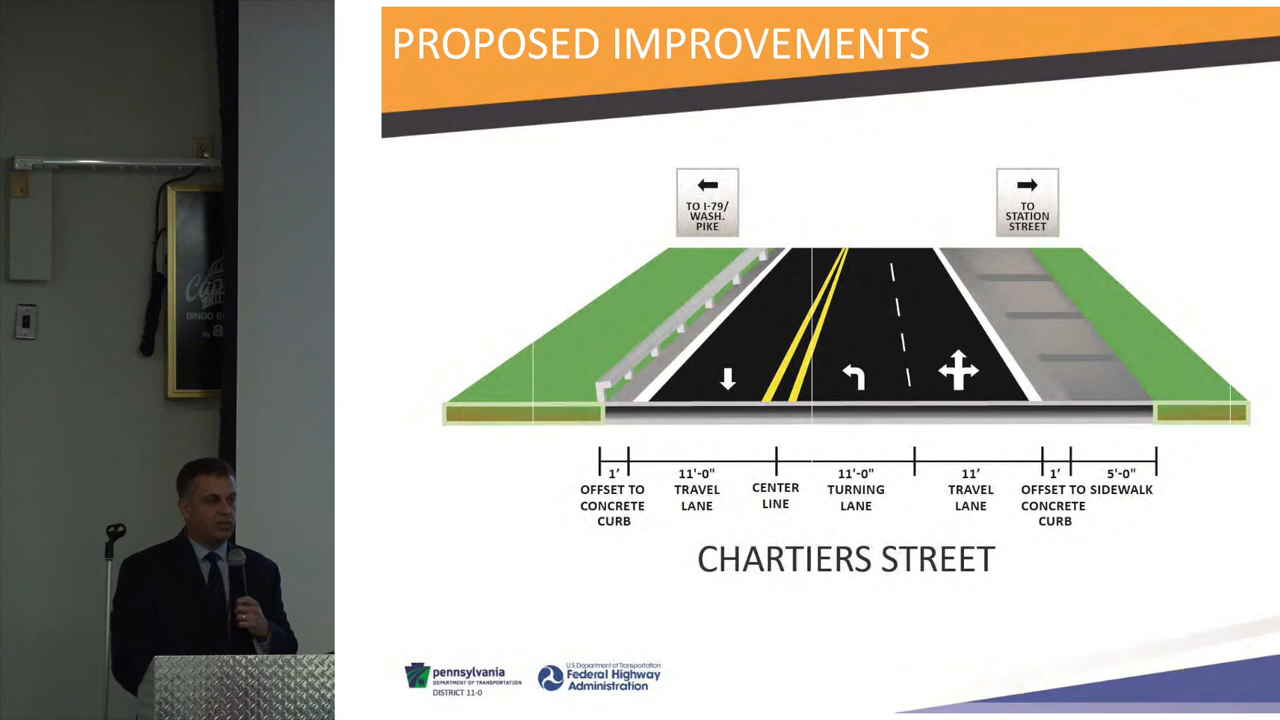 PROPOSED IMPROVEMENTS
TO I-79/
WASH.
PIKE
TO
STATION
STREET
1'
OFFSET TO
CONCRETE
CURB
11'-0"
TRAVEL
LANE
CENTER
LINE
11'-0"
TURNING
LANE
11'
TRAVEL
LANE
1'
OFFSET TO
CONCRETE
CURB
5'-0"
SIDEWALK
CHARTIERS STREET
pennsylvania
DEPARTMENT OF TRANSPORTATION
DISTRICT 11-0
U.S Department of Transportation
Federal Highway
Administration
BINGO
by